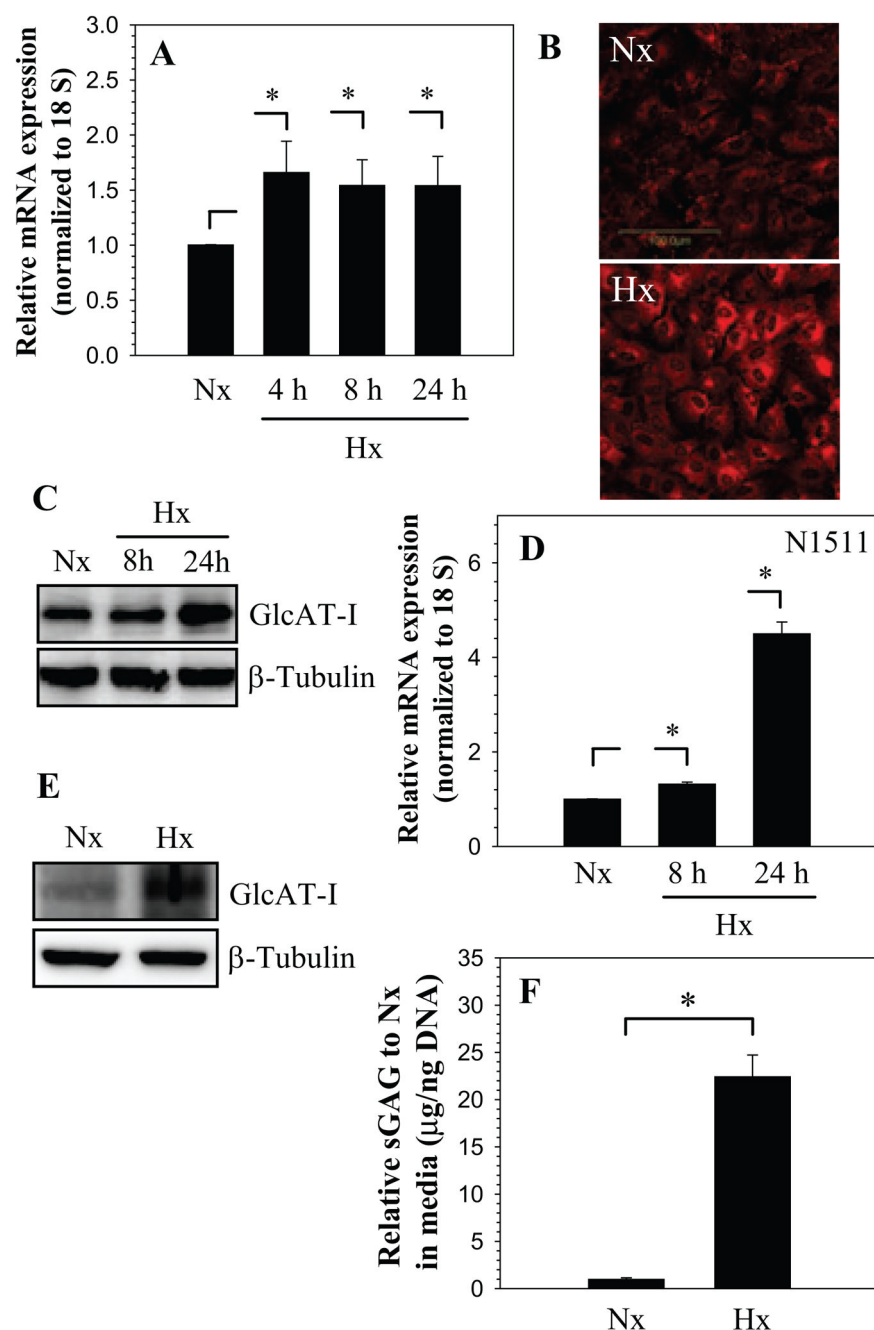 A
Relative mRNA expression
(normalized to 18 S)
3.0
2.5
2.0
1.5
1.0
0.5
0.0
* * *
Nx 4 h 8 h 24 h
Hx
B
Nx
Hx
C
Hx
Nx 8h 24h
GlcAT-I
β-Tubulin
D
N1511
Relative mRNA expression
(normalized to 18 S)
6
4
2
0
* *
Nx 8 h 24 h
Hx
E
Nx Hx
GlcAT-I
β-Tubulin
F
Relative sGAG to Nx
in media (μg/ng DNA)
35
30
25
20
15
10
5
0
*
Nx Hx